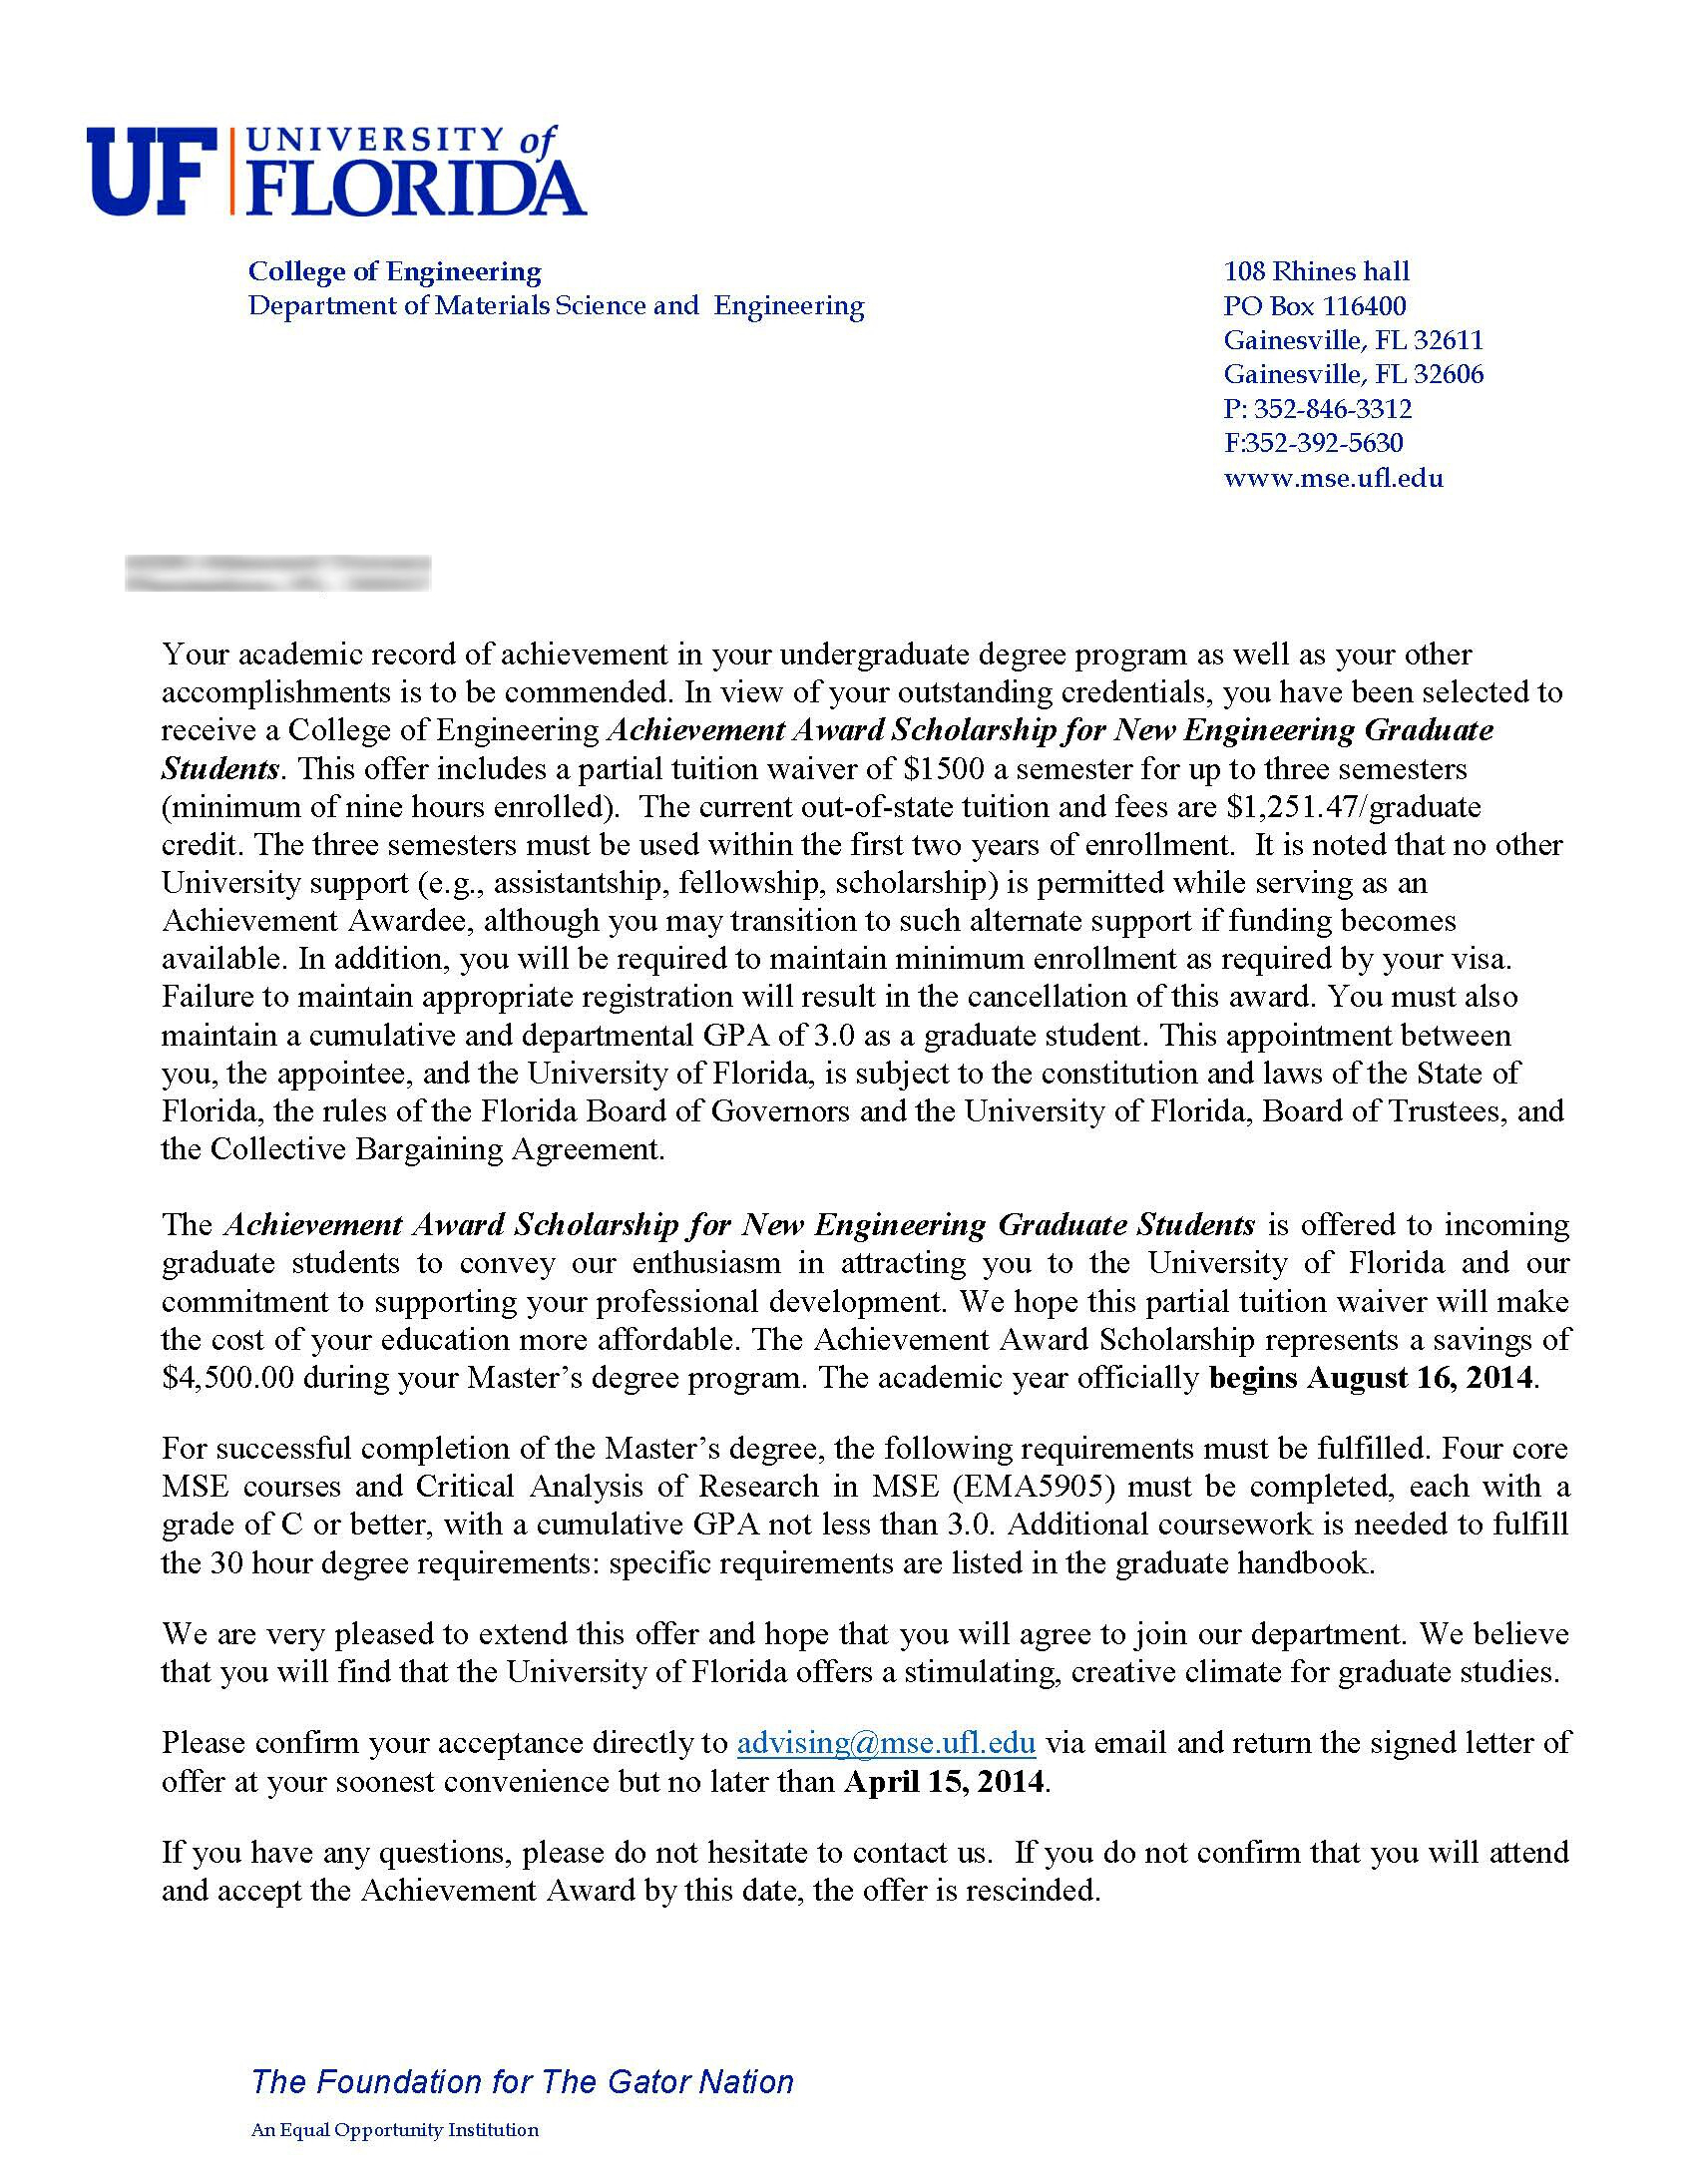 UF UNIVERSITY of
FLORIDA
College of Engineering
Department of Materials Science and  Engineering
108 Rhines hall
PO Box 116400
Gainesville, FL 32611
Gainesville, FL 32606
P: 352-846-3312
F:352-392-5630
www.mse.ufl.edu
Your academic record of achievement in your undergraduate degree program as well as your other
accomplishments is to be commended. In view of your outstanding credentials, you have been selected to
receive a College of Engineering Achievement Award Scholarship for New Engineering Graduate
Students. This offer includes a partial tuition waiver of $1500 a semester for up to three semesters
(minimum of nine hours enrolled).  The current out-of-state tuition and fees are $1,251.47/graduate
credit. The three semesters must be used within the first two years of enrollment.  It is noted that no other
University support (e.g., assistantship, fellowship, scholarship) is permitted while serving as an
Achievement Awardee, although you may transition to such alternate support if funding becomes
available. In addition, you will be required to maintain minimum enrollment as required by your visa.
Failure to maintain appropriate registration will result in the cancellation of this award. You must also
maintain a cumulative and departmental GPA of 3.0 as a graduate student. This appointment between
you, the appointee, and the University of Florida, is subject to the constitution and laws of the State of
Florida, the rules of the Florida Board of Governors and the University of Florida, Board of Trustees, and
the Collective Bargaining Agreement.
The Achievement Award Scholarship for New Engineering Graduate Students is offered to incoming
graduate students to convey our enthusiasm in attracting you to the University of Florida and our
commitment to supporting your professional development. We hope this partial tuition waiver will make
the cost of your education more affordable. The Achievement Award Scholarship represents a savings of
$4,500.00 during your Master’s degree program. The academic year officially begins August 16, 2014.
For successful completion of the Master’s degree, the following requirements must be fulfilled. Four core
MSE courses and Critical Analysis of Research in MSE (EMA5905) must be completed, each with a
grade of C or better, with a cumulative GPA not less than 3.0. Additional coursework is needed to fulfill
the 30 hour degree requirements: specific requirements are listed in the graduate handbook.
We are very pleased to extend this offer and hope that you will agree to join our department. We believe
that you will find that the University of Florida offers a stimulating, creative climate for graduate studies.
Please confirm your acceptance directly to advising@mse.ufl.edu via email and return the signed letter of
offer at your soonest convenience but no later than April 15, 2014.
If you have any questions, please do not hesitate to contact us.  If you do not confirm that you will attend
and accept the Achievement Award by this date, the offer is rescinded.
The Foundation for The Gator Nation
An Equal Opportunity Institution